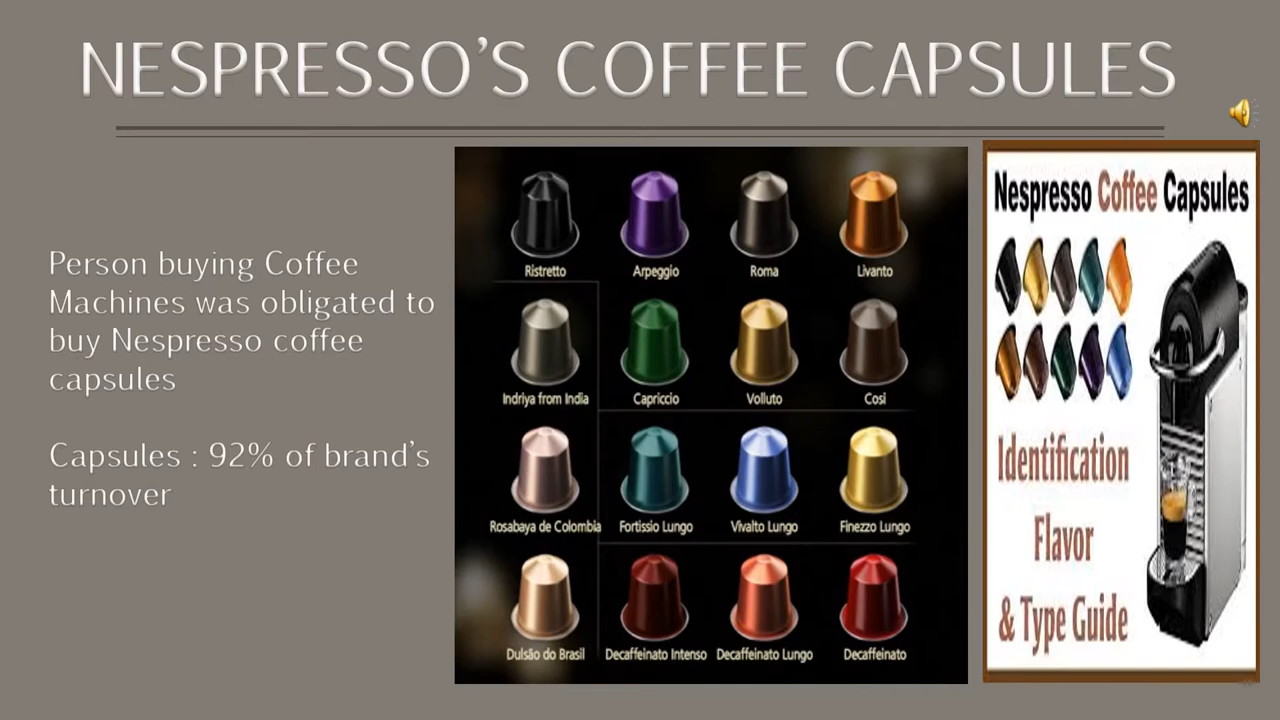 NESPRESSO’S COFFEE CAPSULES
Person buying Coffee
Machines was obligated to
buy Nespresso coffee
capsules
Capsules : 92% of brand’s
turnover
Ristretto Arpeggio Roma Livanto
Indriya from India Capriccio Volluto Cosi
Rosabaya de Colombia Fortissio Lungo Vivalto Lungo Finezzo Lungo
Dulsão do Brasil Decaffeinato Intenso Decaffeinato Lungo Decaffeinato
Nespresso Coffee Capsules
Identification
Flavor
& Type Guide